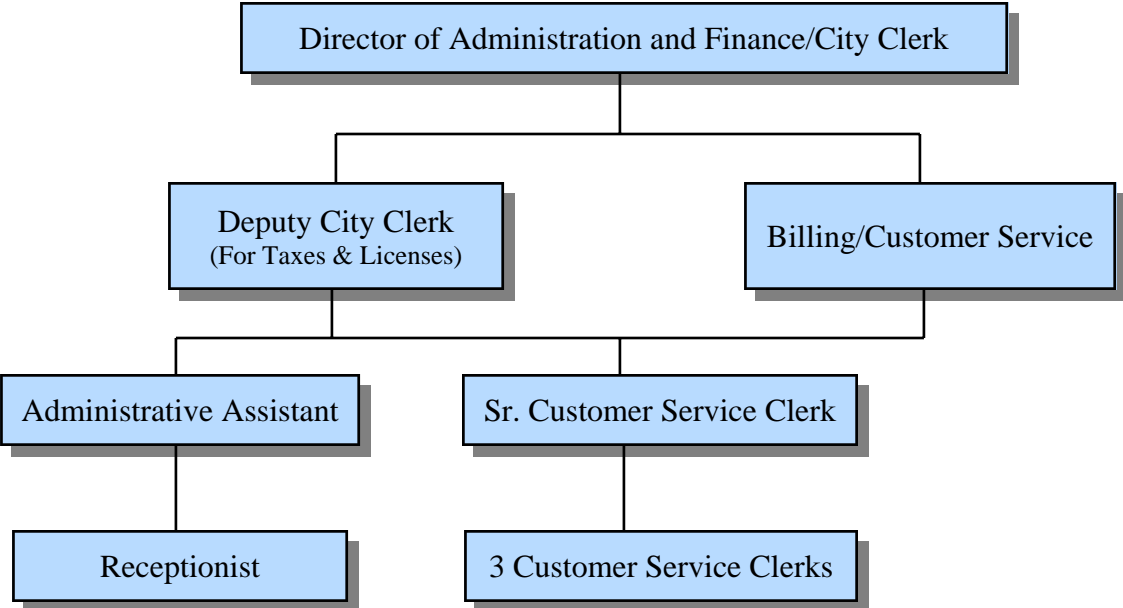 Director of Administration and Finance/City Clerk
Deputy City Clerk
(For Taxes & Licenses)
Billing/Customer Service
Administrative Assistant
Sr. Customer Service Clerk
Receptionist
3 Customer Service Clerks